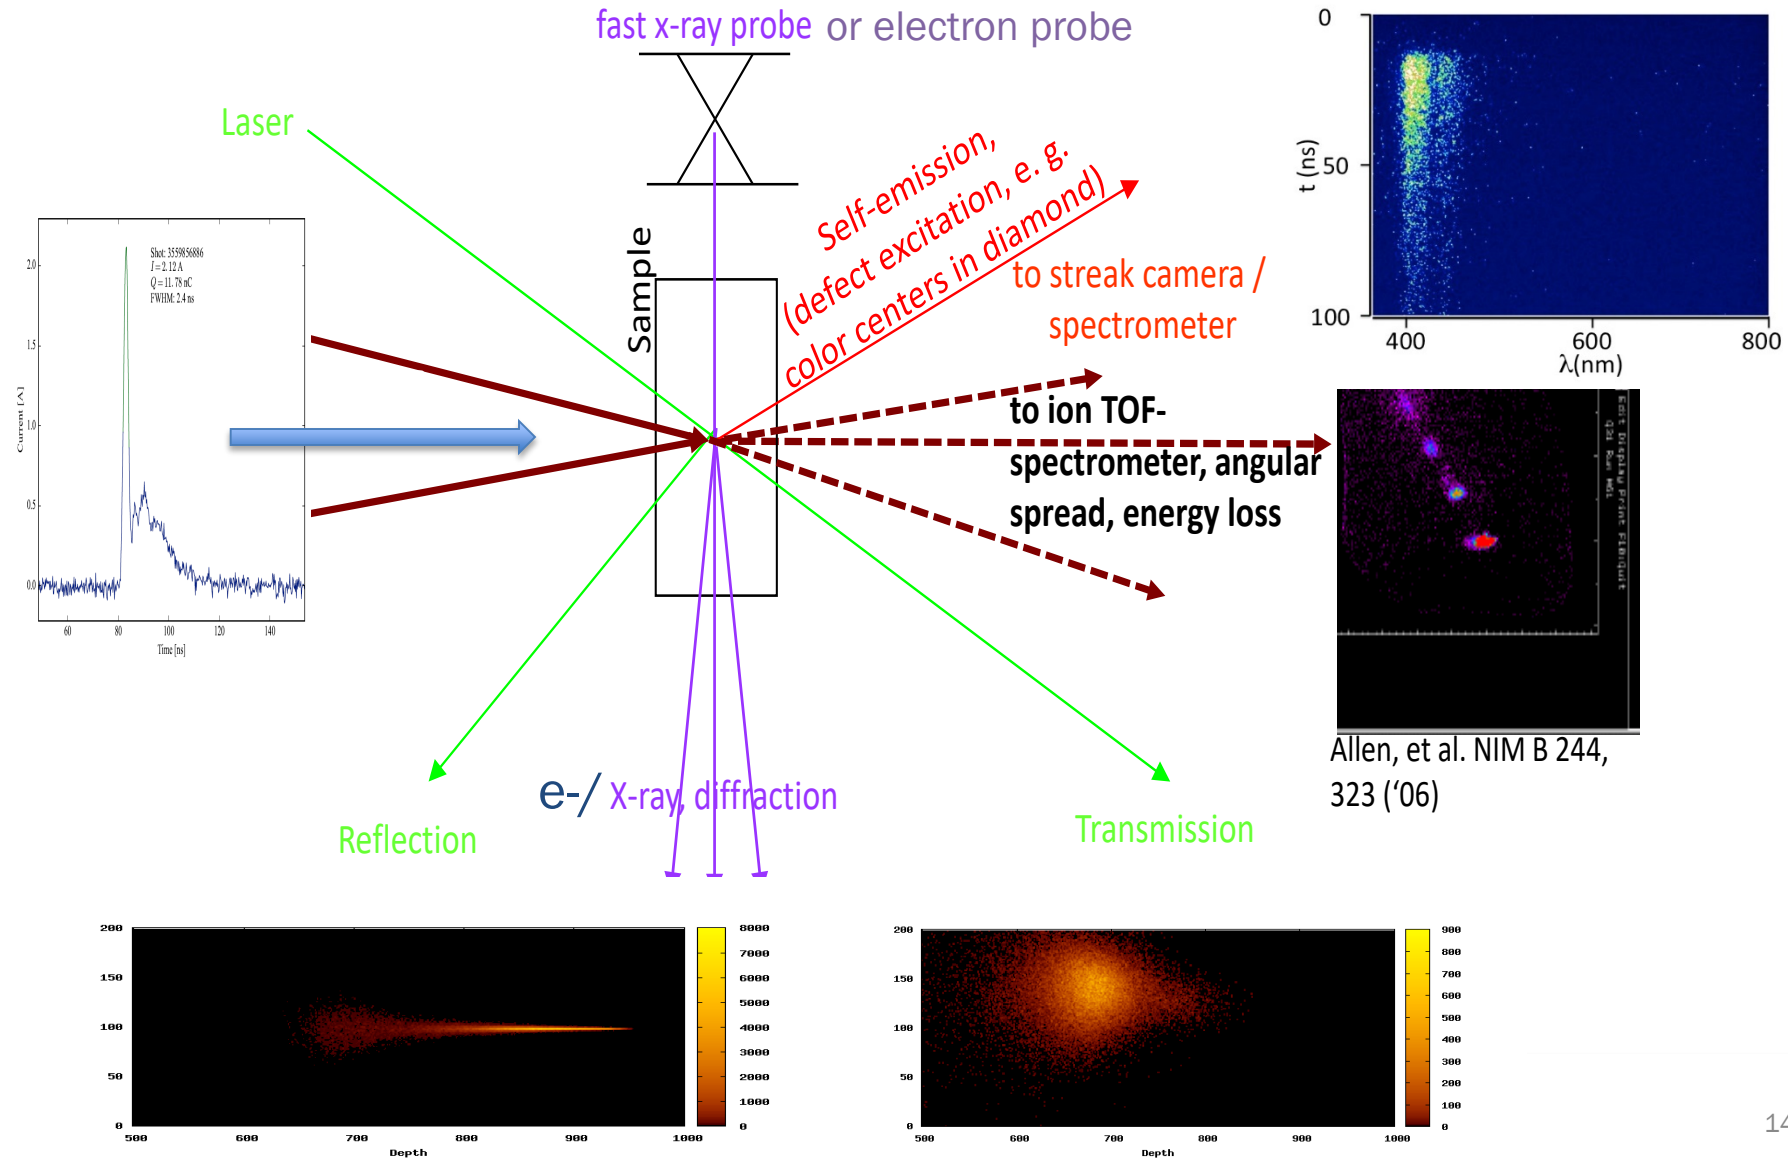 fast x-ray probe or electron probe
Laser
Self-emission,
(defect excitation, e. g.
color centers in diamond)
Sample
to streak camera /
spectrometer
to ion TOF-
spectrometer, angular
spread, energy loss
Shot: 3559856886
I = 2.12 A
Q = 11.78 nC
FWHM: 2.4 ns
Current [A]
2.0
1.5
1.0
0.5
0.0
60 80 100 120 140
Time [ns]
0
50
100
t (ns)
400 600 800
λ(nm)
Edit Display Print FLB:Quit
Allen, et al. NIM B 244,
323 (‘06)
e-/ X-ray, diffraction
Reflection
Transmission
200
150
100
50
0
500 600 700 800 900 1000
Depth
8000
7000
6000
5000
4000
3000
2000
1000
0
200
150
100
50
0
500 600 700 800 900 1000
Depth
900
800
700
600
500
400
300
200
100
0
14